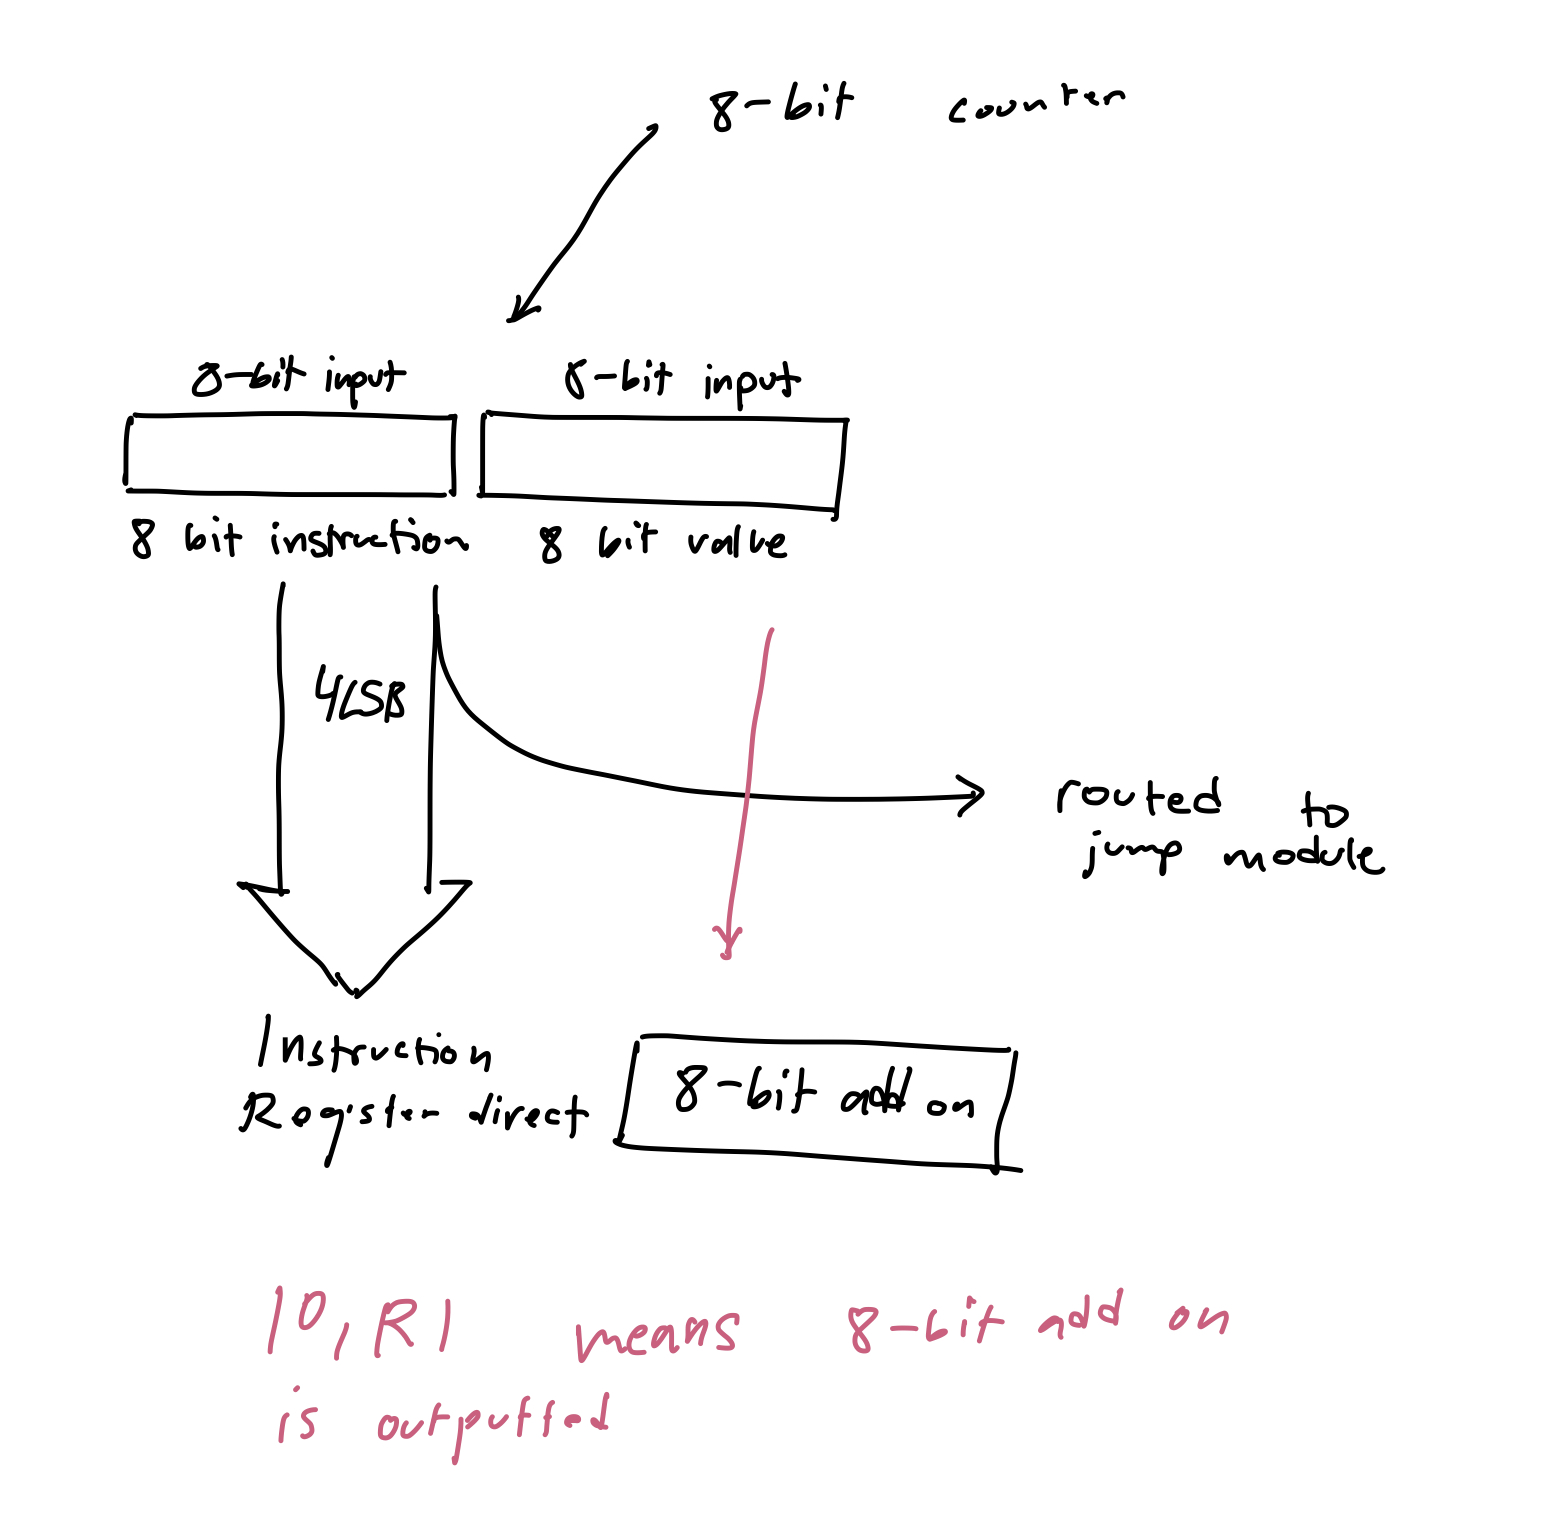 8-bit counter
8-bit input 8-bit input
8 bit instruction 8 bit value
4LSB
routed to
jump module
Instruction
Register direct
8-bit add on
10, R1 means 8-bit add on
is outputted